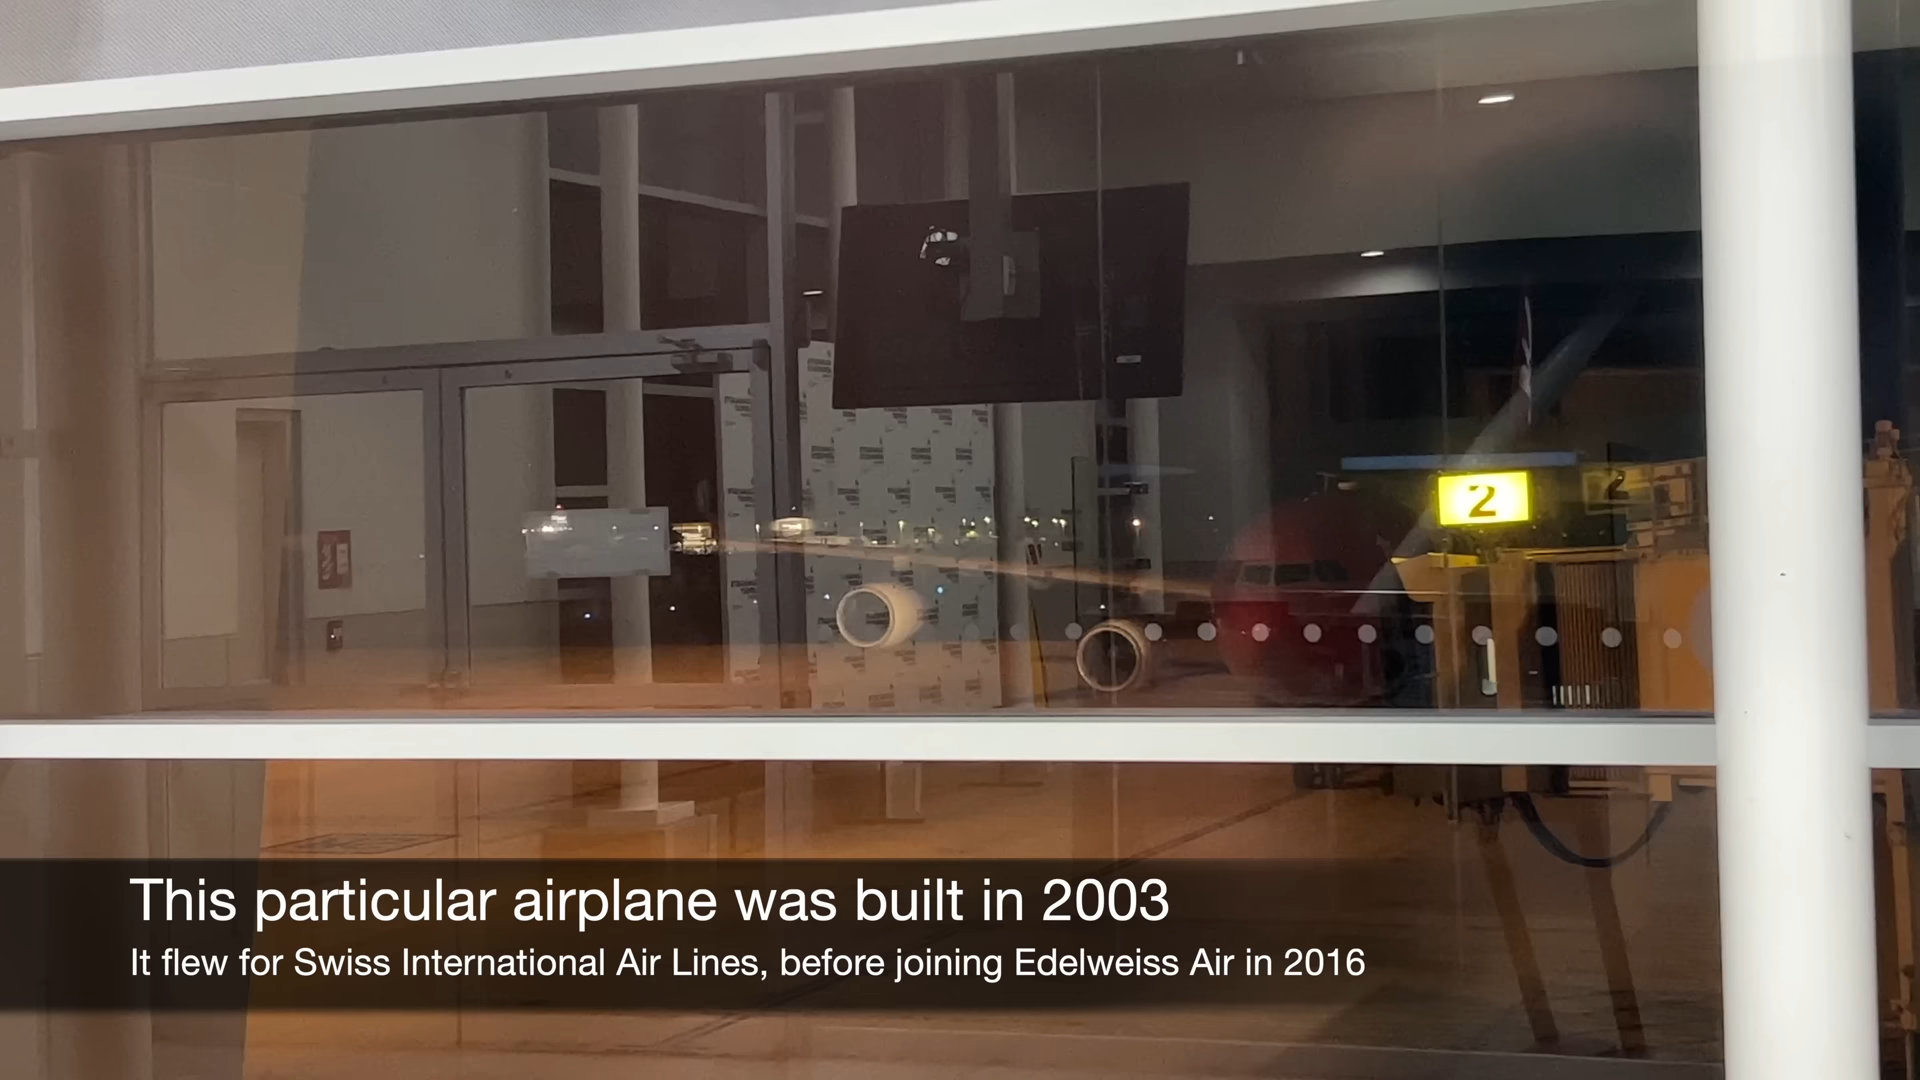 2
This particular airplane was built in 2003
It flew for Swiss International Air Lines, before joining Edelweiss Air in 2016